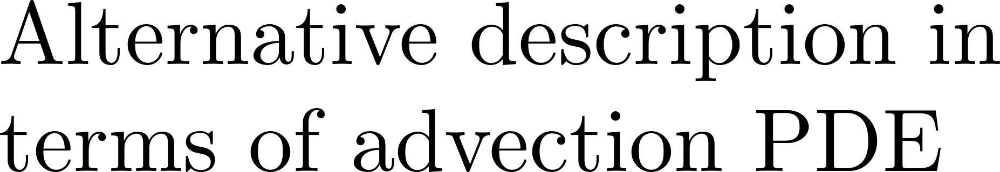 Alternative description in
terms of advection PDE